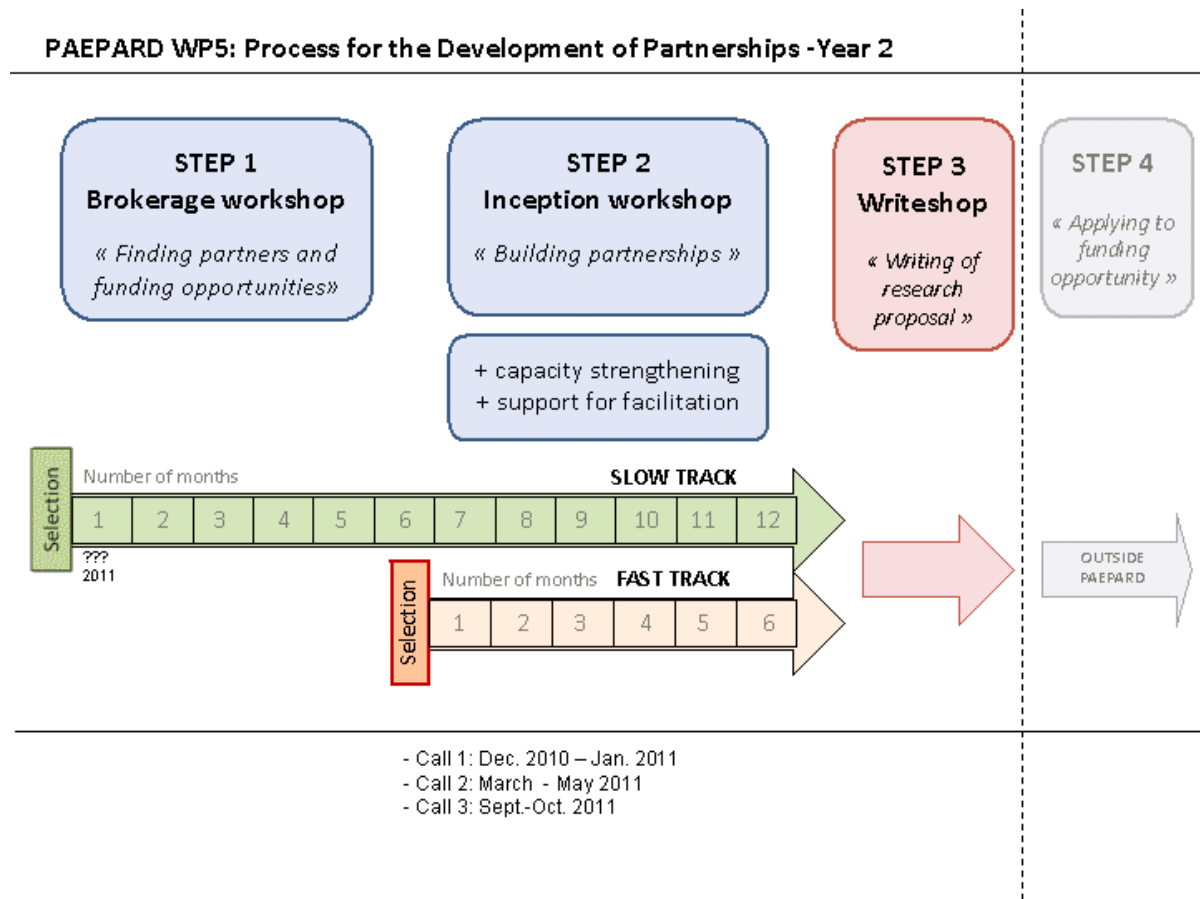 PAEPARD WP5: Process for the Development of Partnerships -Year 2
STEP 1
Brokerage workshop
« Finding partners and
funding opportunities»
STEP 2
Inception workshop
« Building partnerships »
+ capacity strengthening
+ support for facilitation
STEP 3
Writeshop
« Writing of
research
proposal »
STEP 4
« Applying to
funding
opportunity »
Selection
Number of months SLOW TRACK
1 2 3 4 5 6 7 8 9 10 11 12
???
2011
Selection
Number of months FAST TRACK
1 2 3 4 5 6
OUTSIDE
PAEPARD
- Call 1: Dec. 2010 – Jan. 2011
- Call 2: March - May 2011
- Call 3: Sept.-Oct. 2011